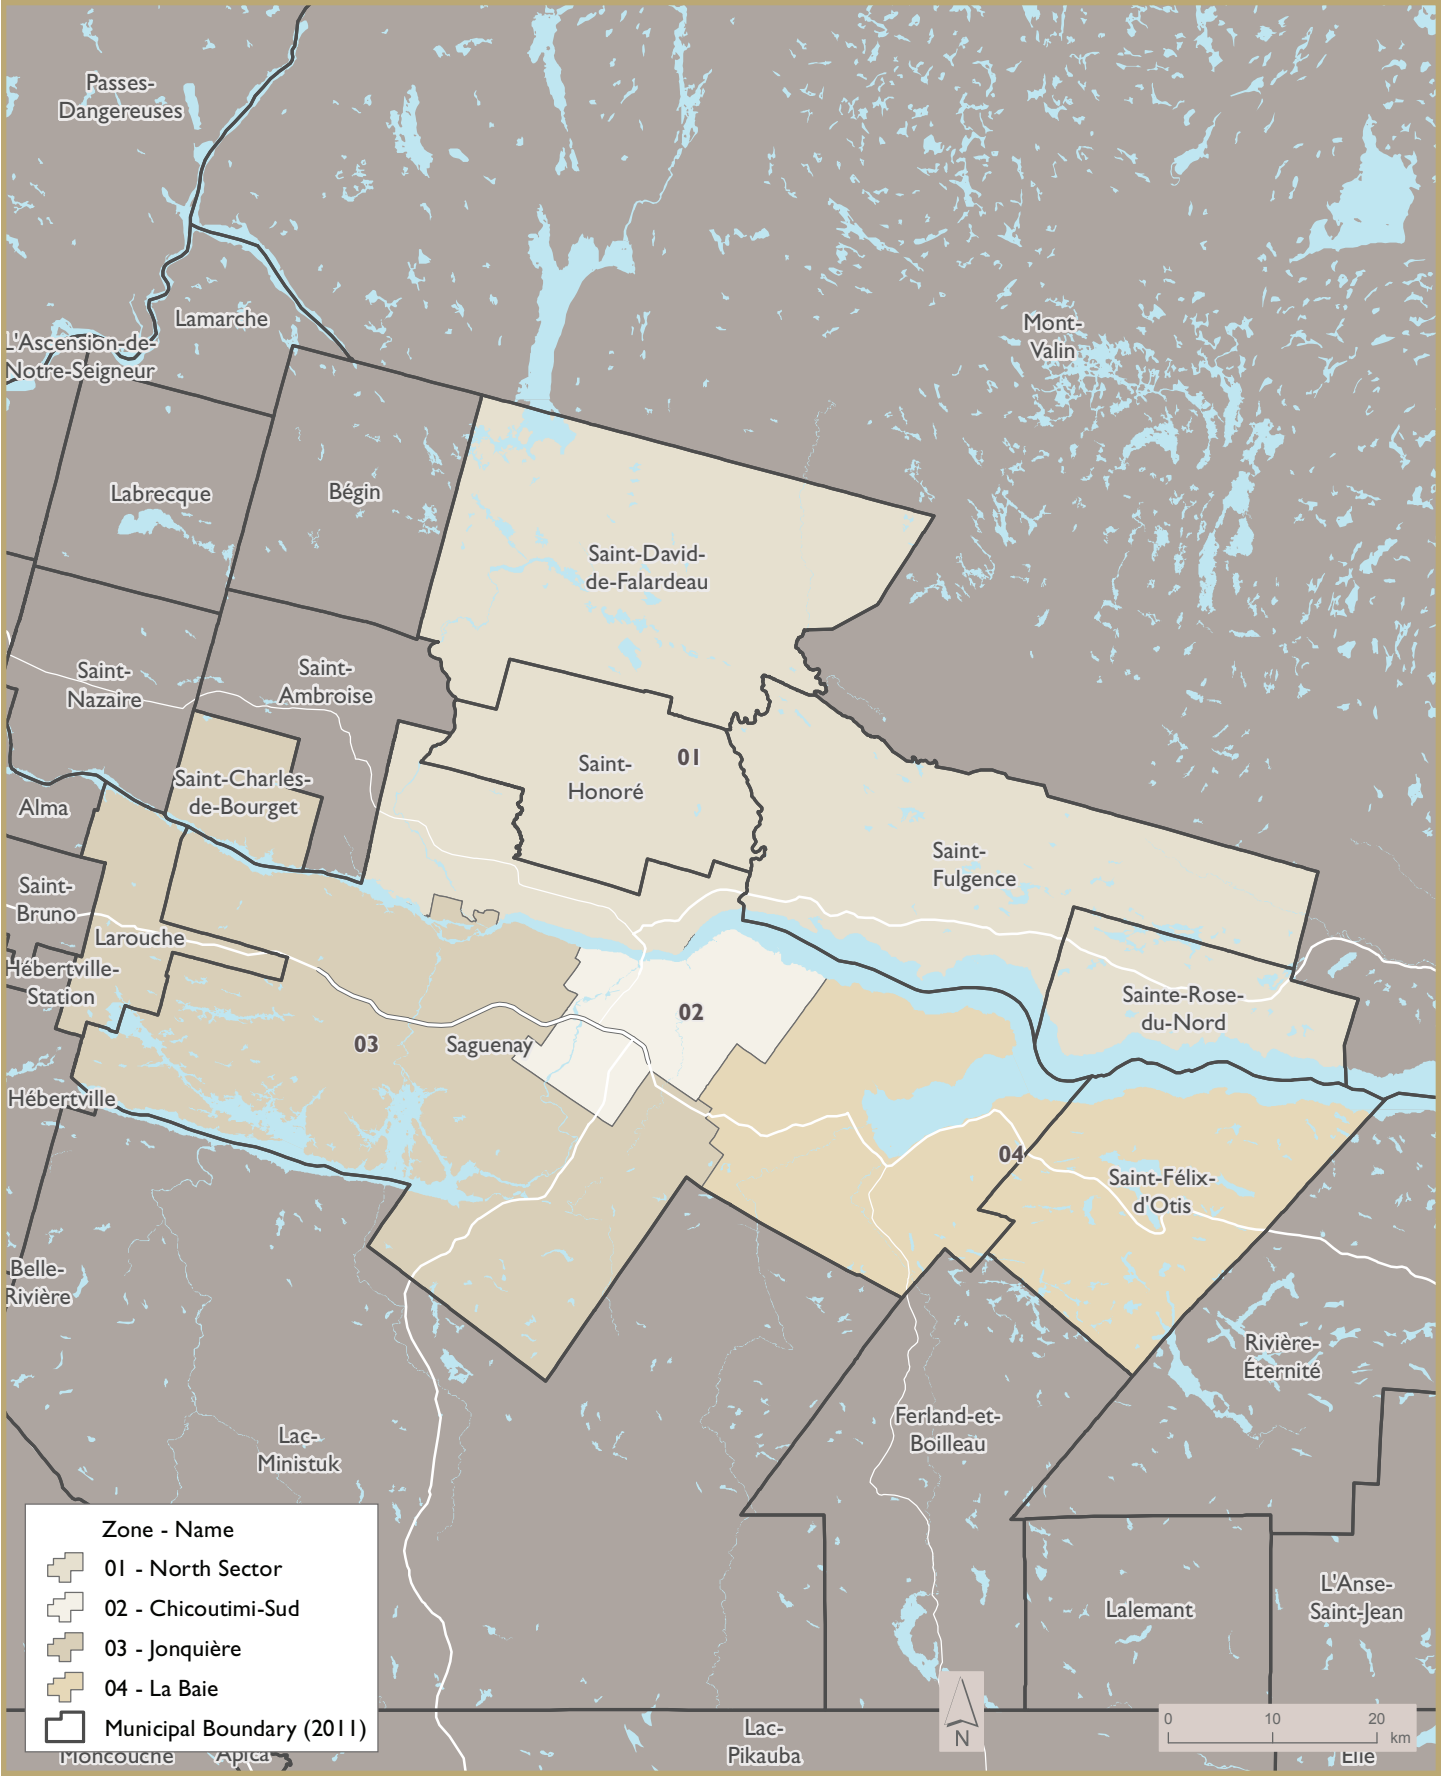 Passes-
Dangereuses
Lamarche
L'Ascension-de-
Notre-Seigneur
Mont-
Valin
Labrecque
Bégin
Saint-David-
de-Falardeau
Saint-
Nazaire
Saint-
Ambroise
Saint-
Honoré
01
Saint-Charles-
de-Bourget
Alma
Saint-
Fulgence
Saint-
Bruno
Larouche
Hébertville-
Station
Sainte-Rose-
du-Nord
02
03
Saguenay
Hébertville
04
Saint-Félix-
d'Otis
Belle-
Rivière
Rivière-
Éternité
Ferland-et-
Boilleau
Lac-
Ministuk
L'Anse-
Saint-Jean
Lalemant
Zone - Name
01 - North Sector
02 - Chicoutimi-Sud
03 - Jonquière
04 - La Baie
Municipal Boundary (2011)
Moncouche
Apica
Lac-
Pikauba
N
0 10 20
km
Elie